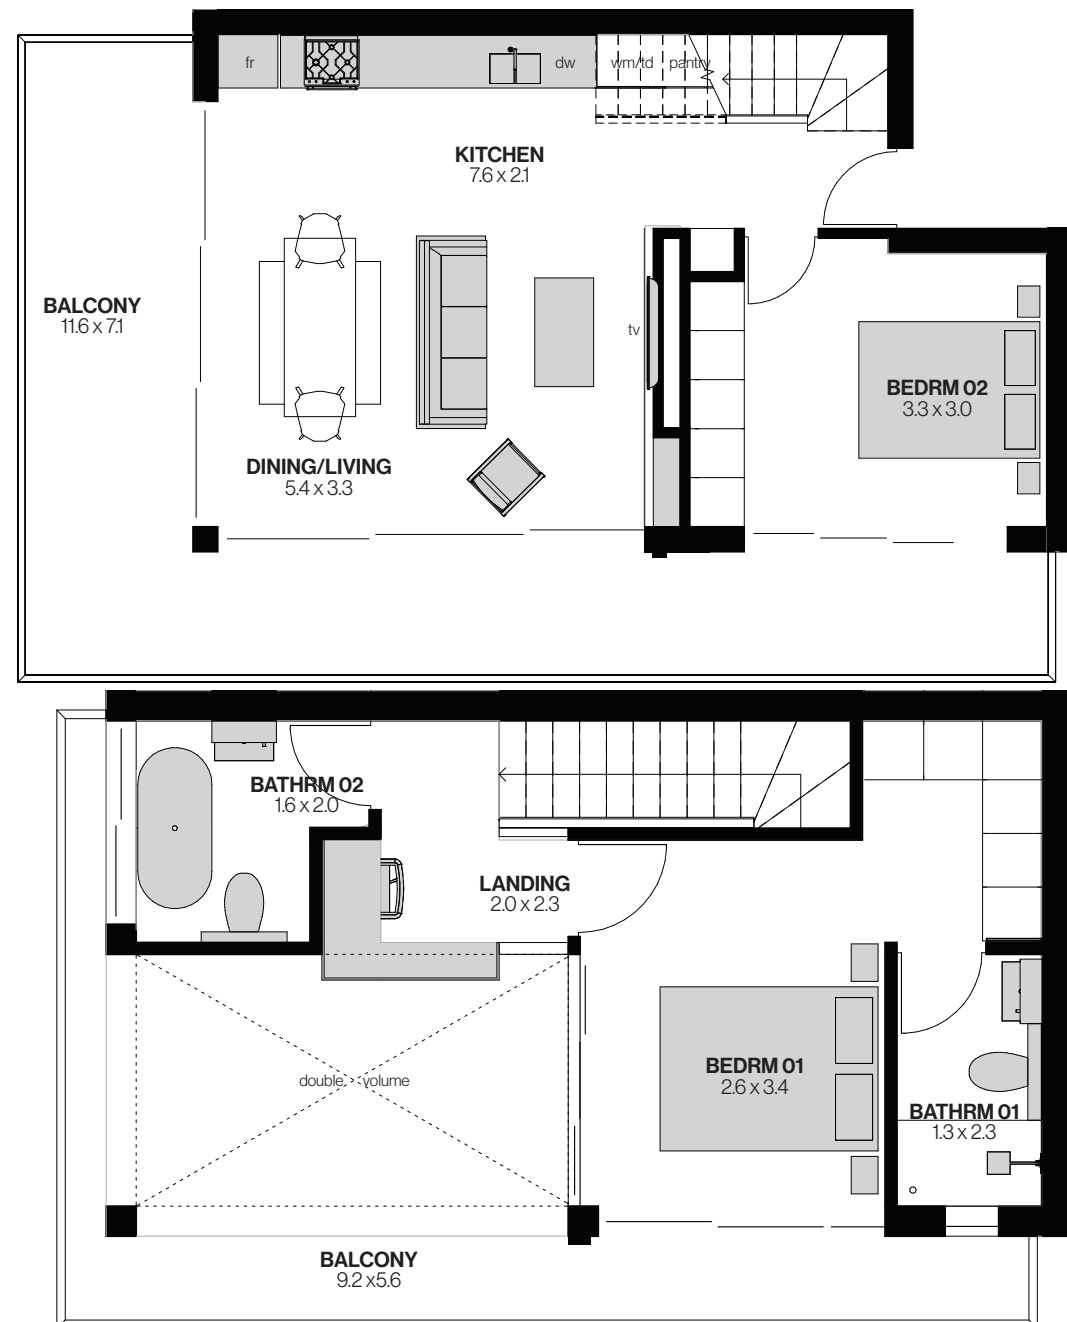 fr
dw
wm/td
pantry
KITCHEN
7.6 x 2.1
BALCONY
11.6 x 7.1
tv
BEDRM 02
3.3 x 3.0
DINING/LIVING
5.4 x 3.3
BATHRM 02
1.6 x 2.0
LANDING
2.0 x 2.3
double volume
BEDRM 01
2.6 x 3.4
BATHRM 01
1.3 x 2.3
BALCONY
9.2 x5.6